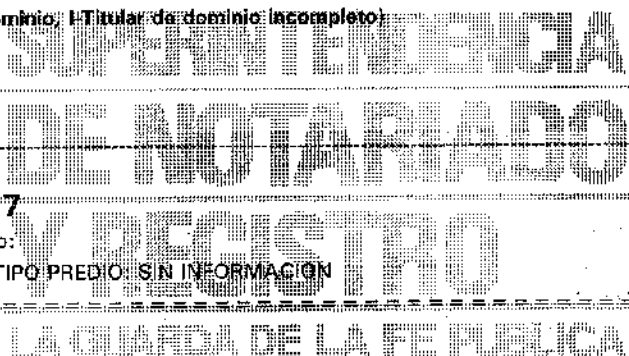 minio, I-Titular de dominio incompleto)
SUPERINTENDENCIA
DE NOTARIADO
7
Y REGISTRO
o:
TIPO PREDIO: SIN INFORMACION
LA GUARDA DE LA FE PUBLICA